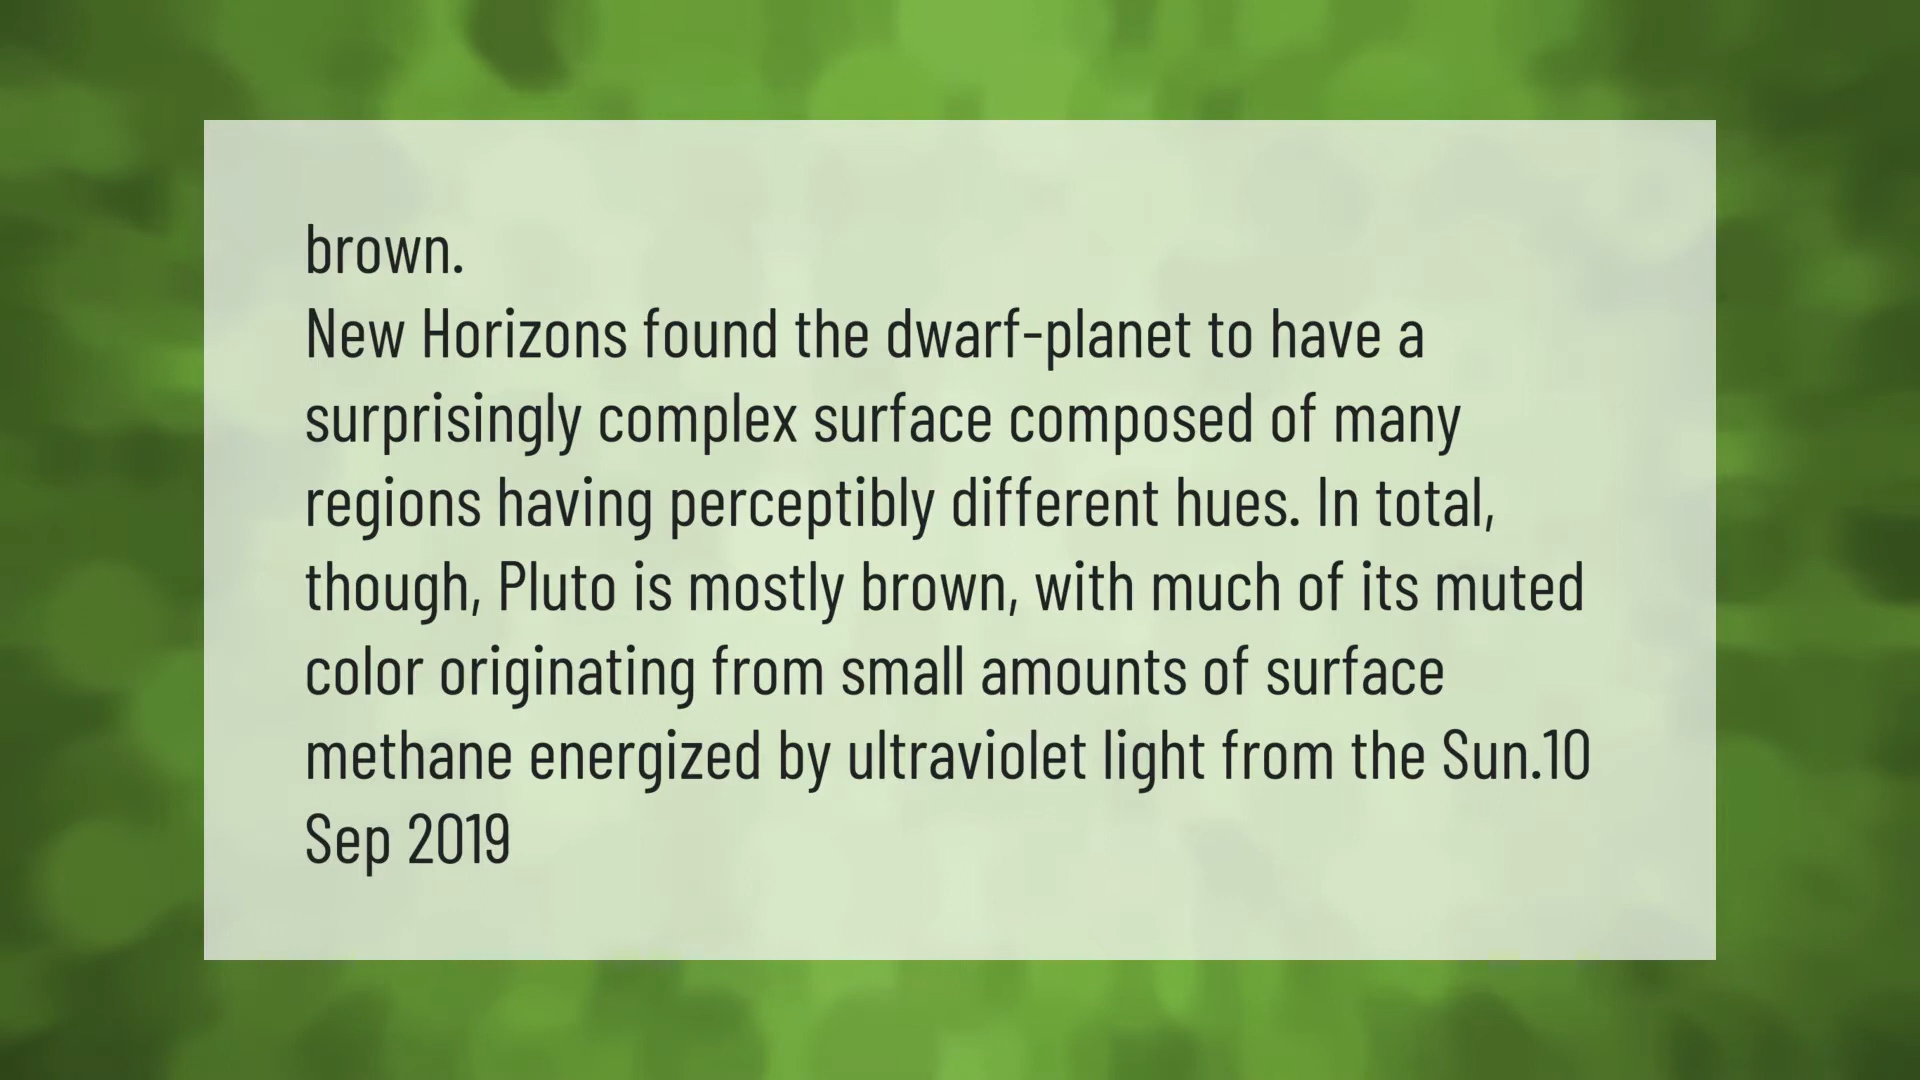 brown.
New Horizons found the dwarf-planet to have a
surprisingly complex surface composed of many
regions having perceptibly different hues. In total,
though, Pluto is mostly brown, with much of its muted
color originating from small amounts of surface
methane energized by ultraviolet light from the Sun.10
Sep 2019